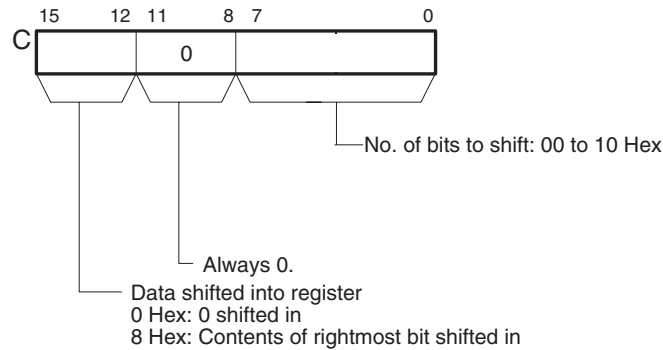 15 12 11 8 7 0
C
0
No. of bits to shift: 00 to 10 Hex
Always 0.
Data shifted into register
0 Hex: 0 shifted in
8 Hex: Contents of rightmost bit shifted in